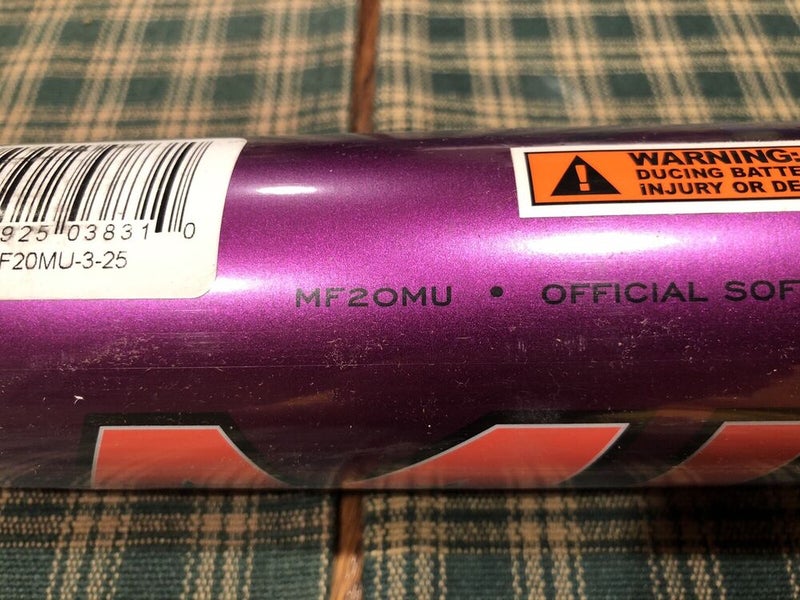 925 03831 0
F20MU-3-25
WARNING:
DUCING BATTE
INJURY OR DE
MF20MU • OFFICIAL SOF